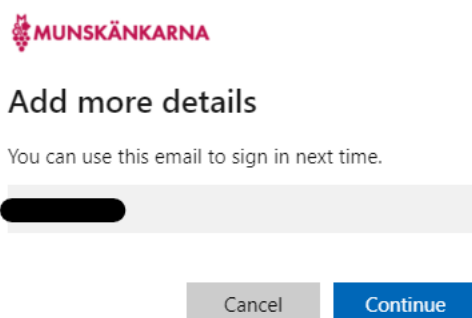 MUNSKÄNKARNA
Add more details
You can use this email to sign in next time.
Cancel Continue